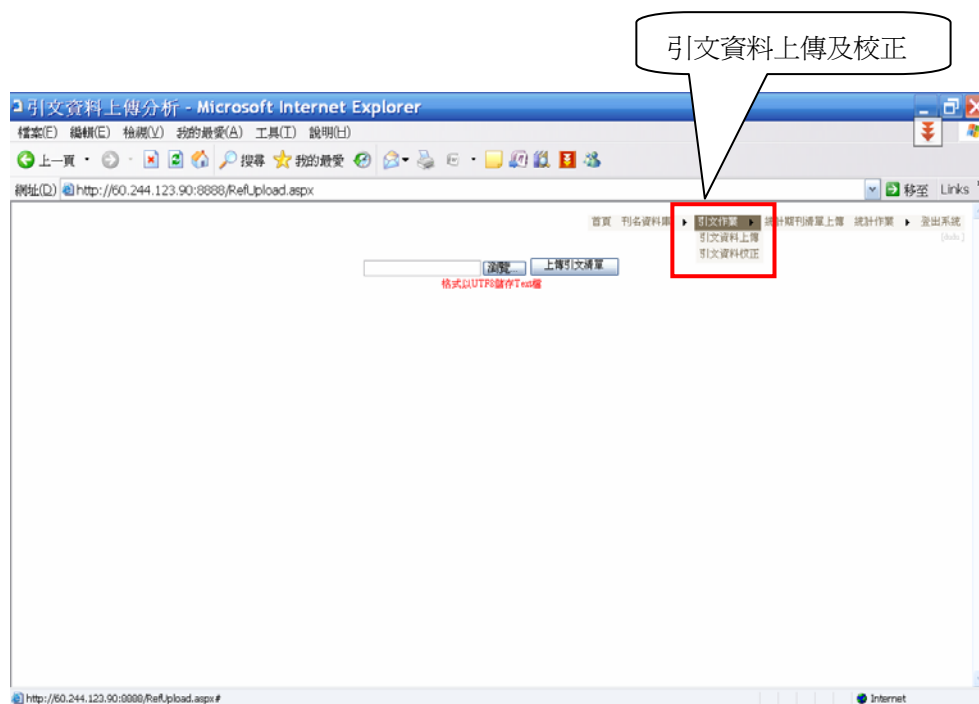 引文資料上傳及校正
引文資料上傳分析 - Microsoft Internet Explorer
檔案(F) 編輯(E) 檢視(V) 我的最愛(A) 工具(T) 說明(H)
上一頁 搜尋 我的最愛
網址(D) http://60.244.123.90:8888/RefUpload.aspx 移至 Links
首頁 刊名資料庫 引文作業 統計期刊清單上傳 統計作業 登出系統
引文資料上傳
引文資料校正
瀏覽... 上傳引文清單
格式以UTF8儲存Text檔
http://60.244.123.90:8888/RefUpload.aspx# Internet